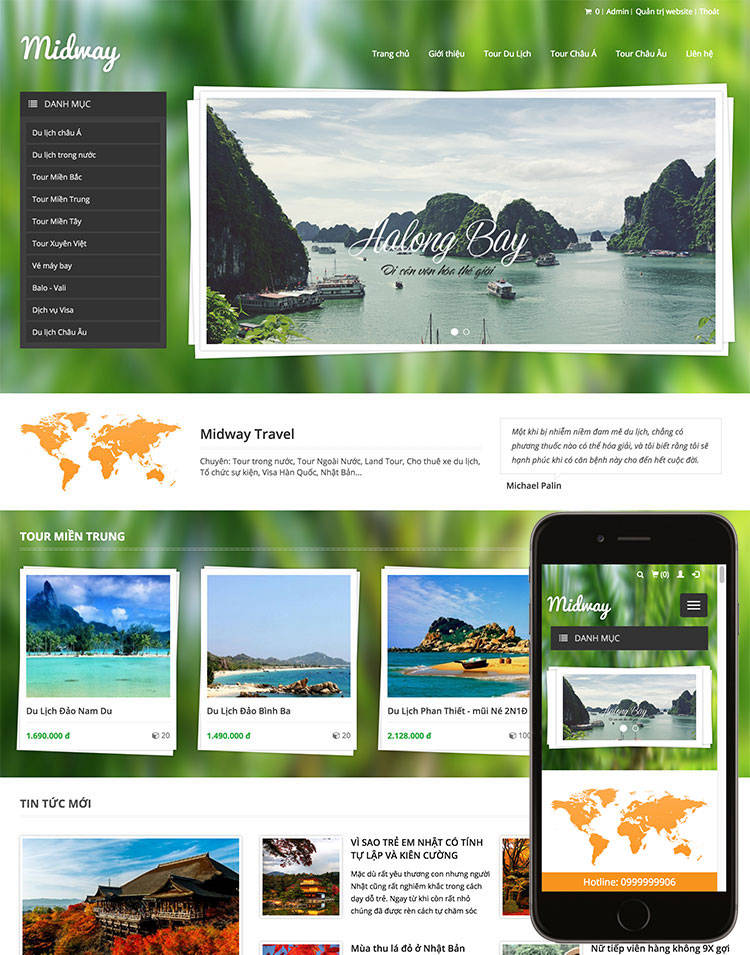 0 | Admin | Quản trị website | Thoát
Midway
Trang chủ Giới thiệu Tour Du Lịch Tour Châu Á Tour Châu Âu Liên hệ
DANH MỤC
Du lịch châu Á
Du lịch trong nước
Tour Miền Bắc
Tour Miền Trung
Tour Miền Tây
Tour Xuyên Việt
Vé máy bay
Balo - Vali
Dịch vụ Visa
Du lịch Châu Âu
Halong Bay
Di sản văn hóa thế giới
Midway Travel
Chuyên: Tour trong nước, Tour Ngoài Nước, Land Tour, Cho thuê xe du lịch,
Tổ chức sự kiện, Visa Hàn Quốc, Nhật Bản...
Một khi bị nhiễm niềm đam mê du lịch, chẳng có
phương thuốc nào có thể hóa giải, và tôi biết rằng tôi sẽ
hạnh phúc khi có căn bệnh này cho đến hết cuộc đời.
Michael Palin
TOUR MIỀN TRUNG
Du Lịch Đảo Nam Du
1.690.000 đ 20
Du Lịch Đảo Bình Ba
1.490.000 đ 20
Du Lịch Phan Thiết - mũi Né 2N1Đ
2.128.000 đ 100
TIN TỨC MỚI
VÌ SAO TRẺ EM NHẬT CÓ TÍNH
TỰ LẬP VÀ KIÊN CƯỜNG
Mặc dù rất yêu thương con nhưng người
Nhật cũng rất nghiêm khắc trong cách
dạy dỗ trẻ. Ngay từ khi còn rất nhỏ
chúng đã được rèn cách tự chăm sóc
Mùa thu lá đỏ ở Nhật Bản
Nữ tiếp viên hàng không 9X gợi
(0)
Midway
DANH MỤC
Halong Bay
Hotline: 0999999906